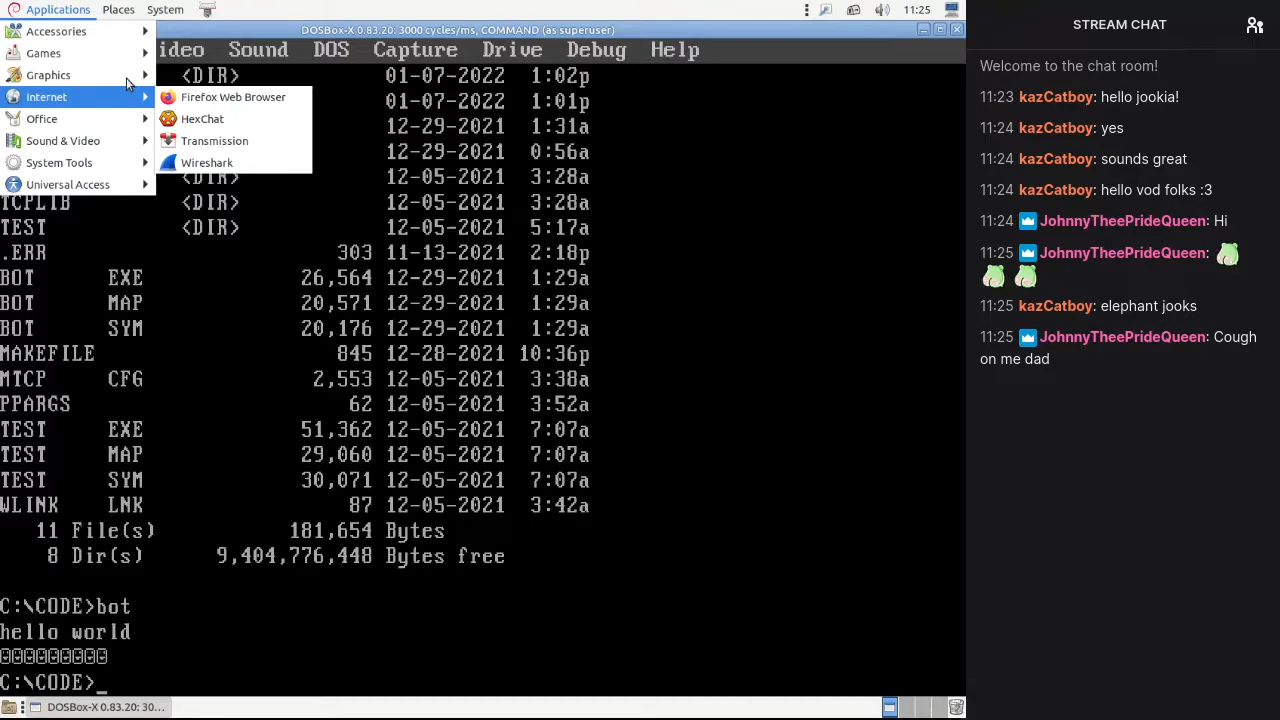 Applications Places System 11:25
DOSBox-X 0.83.20: 3000 cycles/ms, COMMAND (as superuser)
ideo Sound DOS Capture Drive Debug Help
Accessories
Games
Graphics
Internet
Office
Sound & Video
System Tools
Universal Access
Firefox Web Browser
HexChat
Transmission
Wireshark
<DIR> 01-07-2022 1:02p
01-07-2022 1:01p
12-29-2021 1:31a
12-29-2021 0:56a
<DIR> 12-05-2021 3:28a
TCPLIB <DIR> 12-05-2021 3:28a
TEST <DIR> 12-05-2021 5:17a
.ERR 303 11-13-2021 2:18p
BOT EXE 26,564 12-29-2021 1:29a
BOT MAP 20,571 12-29-2021 1:29a
BOT SYM 20,176 12-29-2021 1:29a
MAKEFILE 845 12-28-2021 10:36p
MTCP CFG 2,553 12-05-2021 3:38a
PPARGS 62 12-05-2021 3:52a
TEST EXE 51,362 12-05-2021 7:07a
TEST MAP 29,060 12-05-2021 7:07a
TEST SYM 30,071 12-05-2021 7:07a
WLINK LNK 87 12-05-2021 3:42a
11 File(s) 181,654 Bytes
8 Dir(s) 9,404,776,448 Bytes free
C:\CODE>bot
hello world
C:\CODE>_
DOSBox-X 0.83.20: 30...
STREAM CHAT
Welcome to the chat room!
11:23 kazCatboy: hello jookia!
11:24 kazCatboy: yes
11:24 kazCatboy: sounds great
11:24 kazCatboy: hello vod folks :3
11:24 JohnnyTheePrideQueen: Hi
11:25 JohnnyTheePrideQueen:
11:25 kazCatboy: elephant jooks
11:25 JohnnyTheePrideQueen: Cough
on me dad